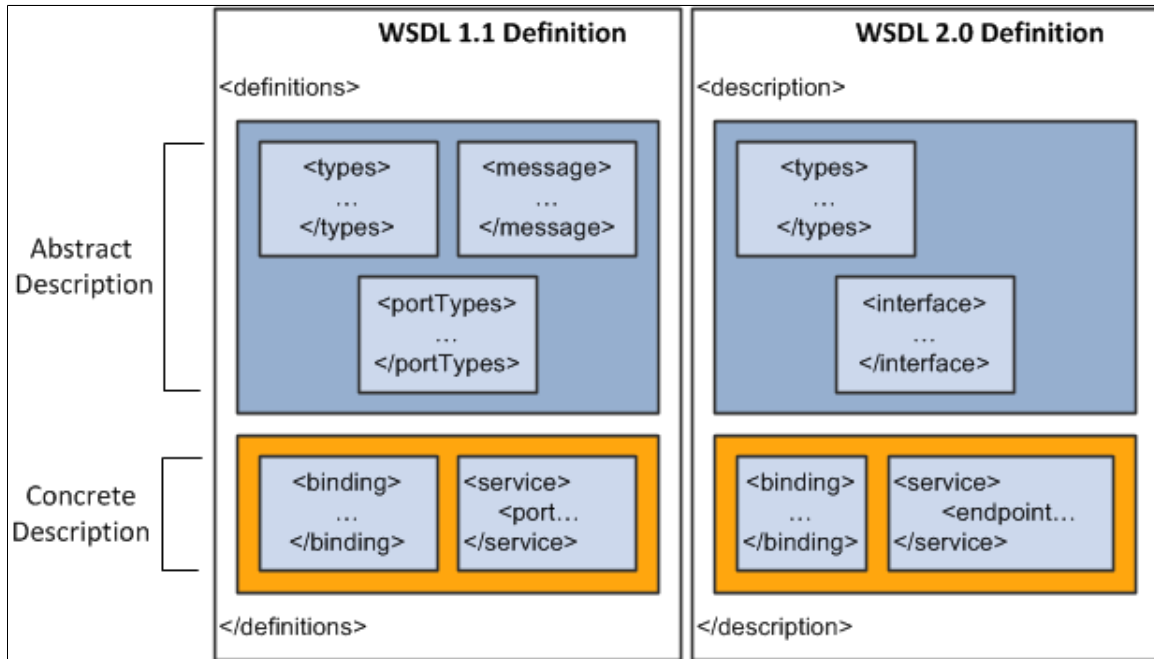 WSDL 1.1 Definition
<definitions>
<types>
…
</types>
<message>
…
</message>
<portTypes>
…
</portTypes>
<binding>
…
</binding>
<service>
<port…
</service>
</definitions>
WSDL 2.0 Definition
<description>
<types>
…
</types>
<interface>
…
</interface>
<binding>
…
</binding>
<service>
<endpoint…
</service>
</description>
Abstract
Description
Concrete
Description